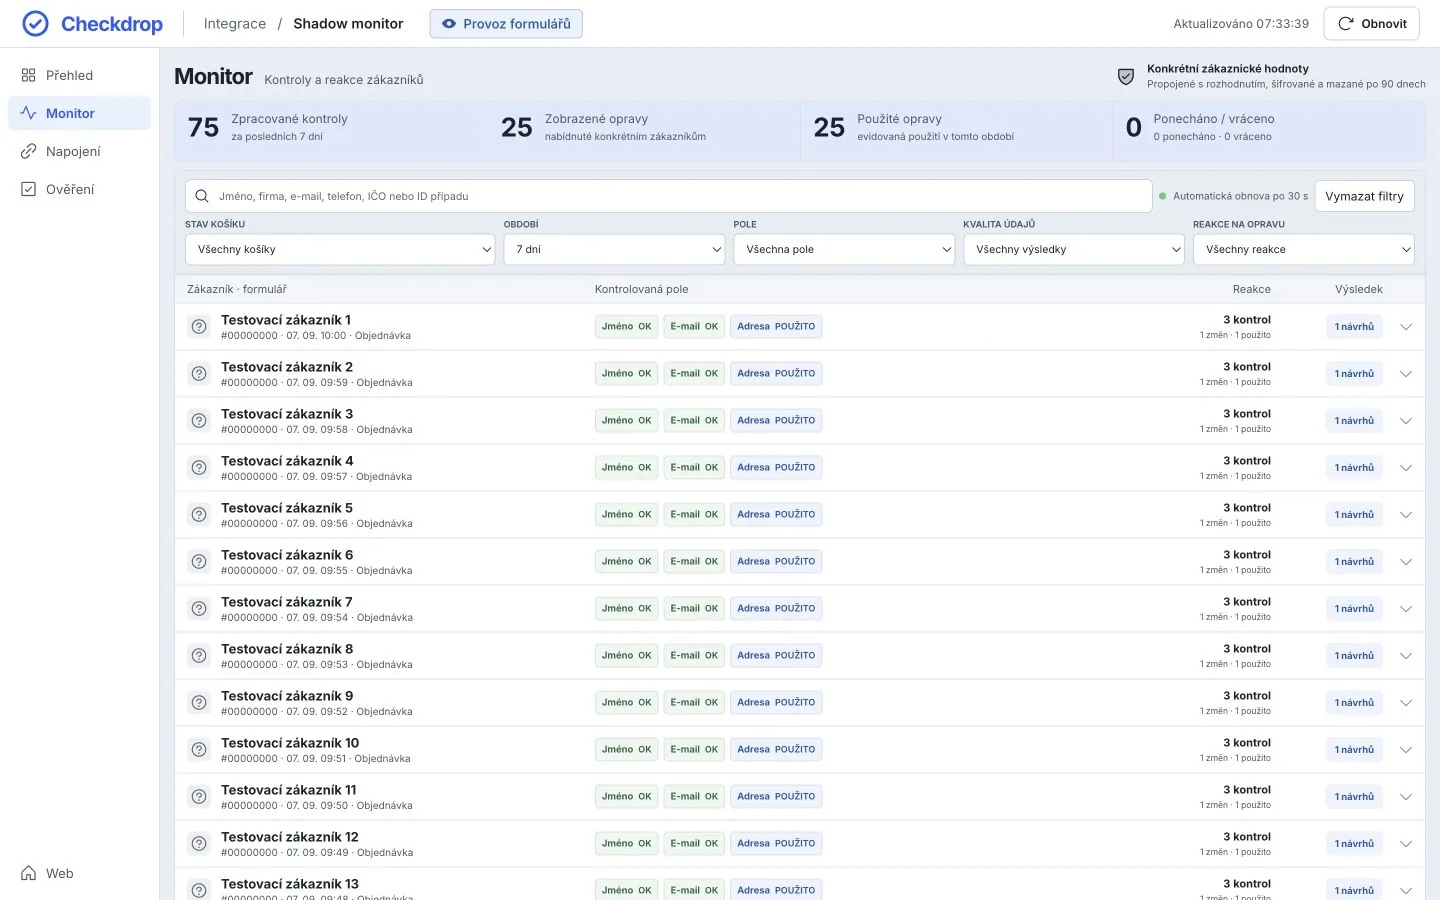 Checkdrop
Integrace / Shadow monitor
Provoz formulářů
Aktualizováno 07:33:39
Obnovit
Přehled
Monitor
Napojení
Ověření
Web
Monitor Kontroly a reakce zákazníků
Konkrétní zákaznické hodnoty
Propojené s rozhodnutím, šifrované a mazané po 90 dnech
75 Zpracované kontroly
za posledních 7 dní
25 Zobrazené opravy
nabídnuté konkrétním zákazníkům
25 Použité opravy
evidovaná použití v tomto období
0 Ponecháno / vráceno
0 ponecháno · 0 vráceno
Jméno, firma, e-mail, telefon, IČO nebo ID případu
Automatická obnova po 30 s
Vymazat filtry
STAV KOŠÍKU
Všechny košíky
OBDOBÍ
7 dní
POLE
Všechna pole
KVALITA ÚDAJŮ
Všechny výsledky
REAKCE NA OPRAVU
Všechny reakce
Zákazník · formulář Kontrolovaná pole Reakce Výsledek
Testovací zákazník 1
#00000000 · 07. 09. 10:00 · Objednávka
Jméno OK E-mail OK Adresa POUŽITO
3 kontrol
1 změn · 1 použito
1 návrhů
Testovací zákazník 2
#00000000 · 07. 09. 09:59 · Objednávka
Jméno OK E-mail OK Adresa POUŽITO
3 kontrol
1 změn · 1 použito
1 návrhů
Testovací zákazník 3
#00000000 · 07. 09. 09:58 · Objednávka
Jméno OK E-mail OK Adresa POUŽITO
3 kontrol
1 změn · 1 použito
1 návrhů
Testovací zákazník 4
#00000000 · 07. 09. 09:57 · Objednávka
Jméno OK E-mail OK Adresa POUŽITO
3 kontrol
1 změn · 1 použito
1 návrhů
Testovací zákazník 5
#00000000 · 07. 09. 09:56 · Objednávka
Jméno OK E-mail OK Adresa POUŽITO
3 kontrol
1 změn · 1 použito
1 návrhů
Testovací zákazník 6
#00000000 · 07. 09. 09:55 · Objednávka
Jméno OK E-mail OK Adresa POUŽITO
3 kontrol
1 změn · 1 použito
1 návrhů
Testovací zákazník 7
#00000000 · 07. 09. 09:54 · Objednávka
Jméno OK E-mail OK Adresa POUŽITO
3 kontrol
1 změn · 1 použito
1 návrhů
Testovací zákazník 8
#00000000 · 07. 09. 09:53 · Objednávka
Jméno OK E-mail OK Adresa POUŽITO
3 kontrol
1 změn · 1 použito
1 návrhů
Testovací zákazník 9
#00000000 · 07. 09. 09:52 · Objednávka
Jméno OK E-mail OK Adresa POUŽITO
3 kontrol
1 změn · 1 použito
1 návrhů
Testovací zákazník 10
#00000000 · 07. 09. 09:51 · Objednávka
Jméno OK E-mail OK Adresa POUŽITO
3 kontrol
1 změn · 1 použito
1 návrhů
Testovací zákazník 11
#00000000 · 07. 09. 09:50 · Objednávka
Jméno OK E-mail OK Adresa POUŽITO
3 kontrol
1 změn · 1 použito
1 návrhů
Testovací zákazník 12
#00000000 · 07. 09. 09:49 · Objednávka
Jméno OK E-mail OK Adresa POUŽITO
3 kontrol
1 změn · 1 použito
1 návrhů
Testovací zákazník 13
#00000000 · 07. 09. 09:48 · Objednávka
Jméno OK E-mail OK Adresa POUŽITO
3 kontrol
1 změn · 1 použito
1 návrhů